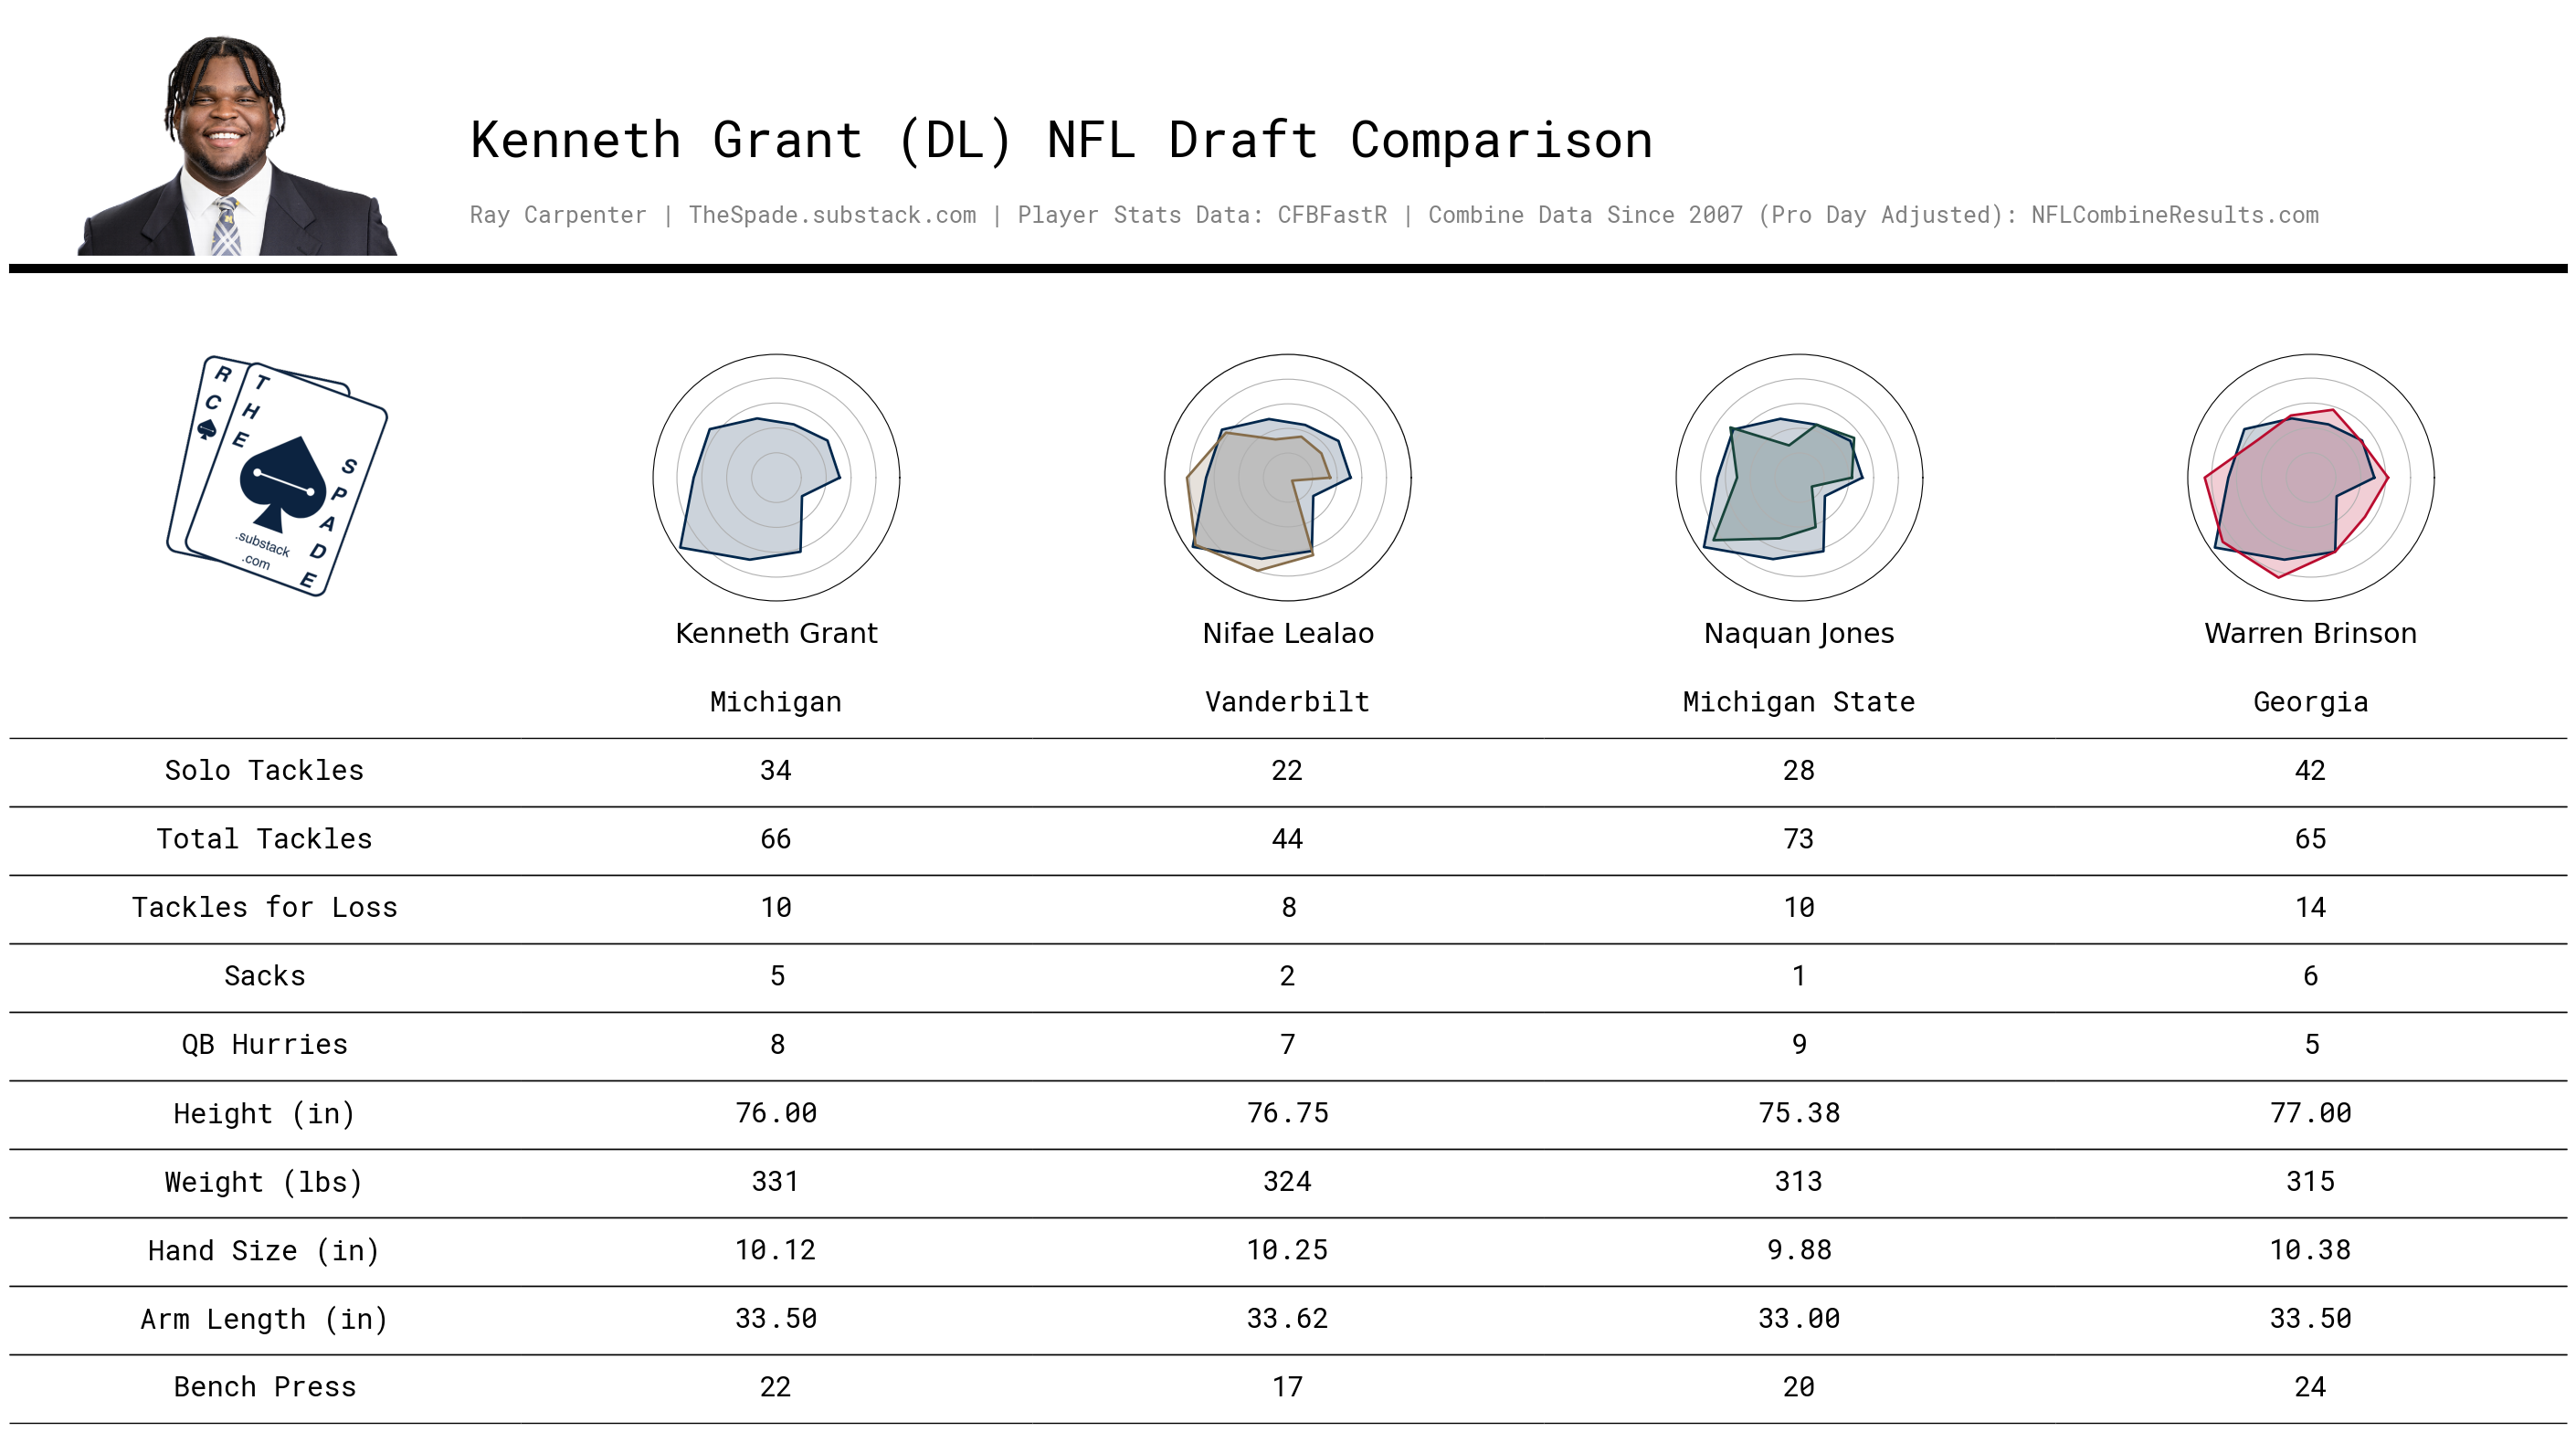 Kenneth Grant (DL) NFL Draft Comparison
Ray Carpenter | TheSpade.substack.com | Player Stats Data: CFBFastR | Combine Data Since 2007 (Pro Day Adjusted): NFLCombineResults.com
RC
THE
SPADE
.substack
.com
Kenneth Grant Nifae Lealao Naquan Jones Warren Brinson
Michigan Vanderbilt Michigan State Georgia
Solo Tackles 34 22 28 42
Total Tackles 66 44 73 65
Tackles for Loss 10 8 10 14
Sacks 5 2 1 6
QB Hurries 8 7 9 5
Height (in) 76.00 76.75 75.38 77.00
Weight (lbs) 331 324 313 315
Hand Size (in) 10.12 10.25 9.88 10.38
Arm Length (in) 33.50 33.62 33.00 33.50
Bench Press 22 17 20 24